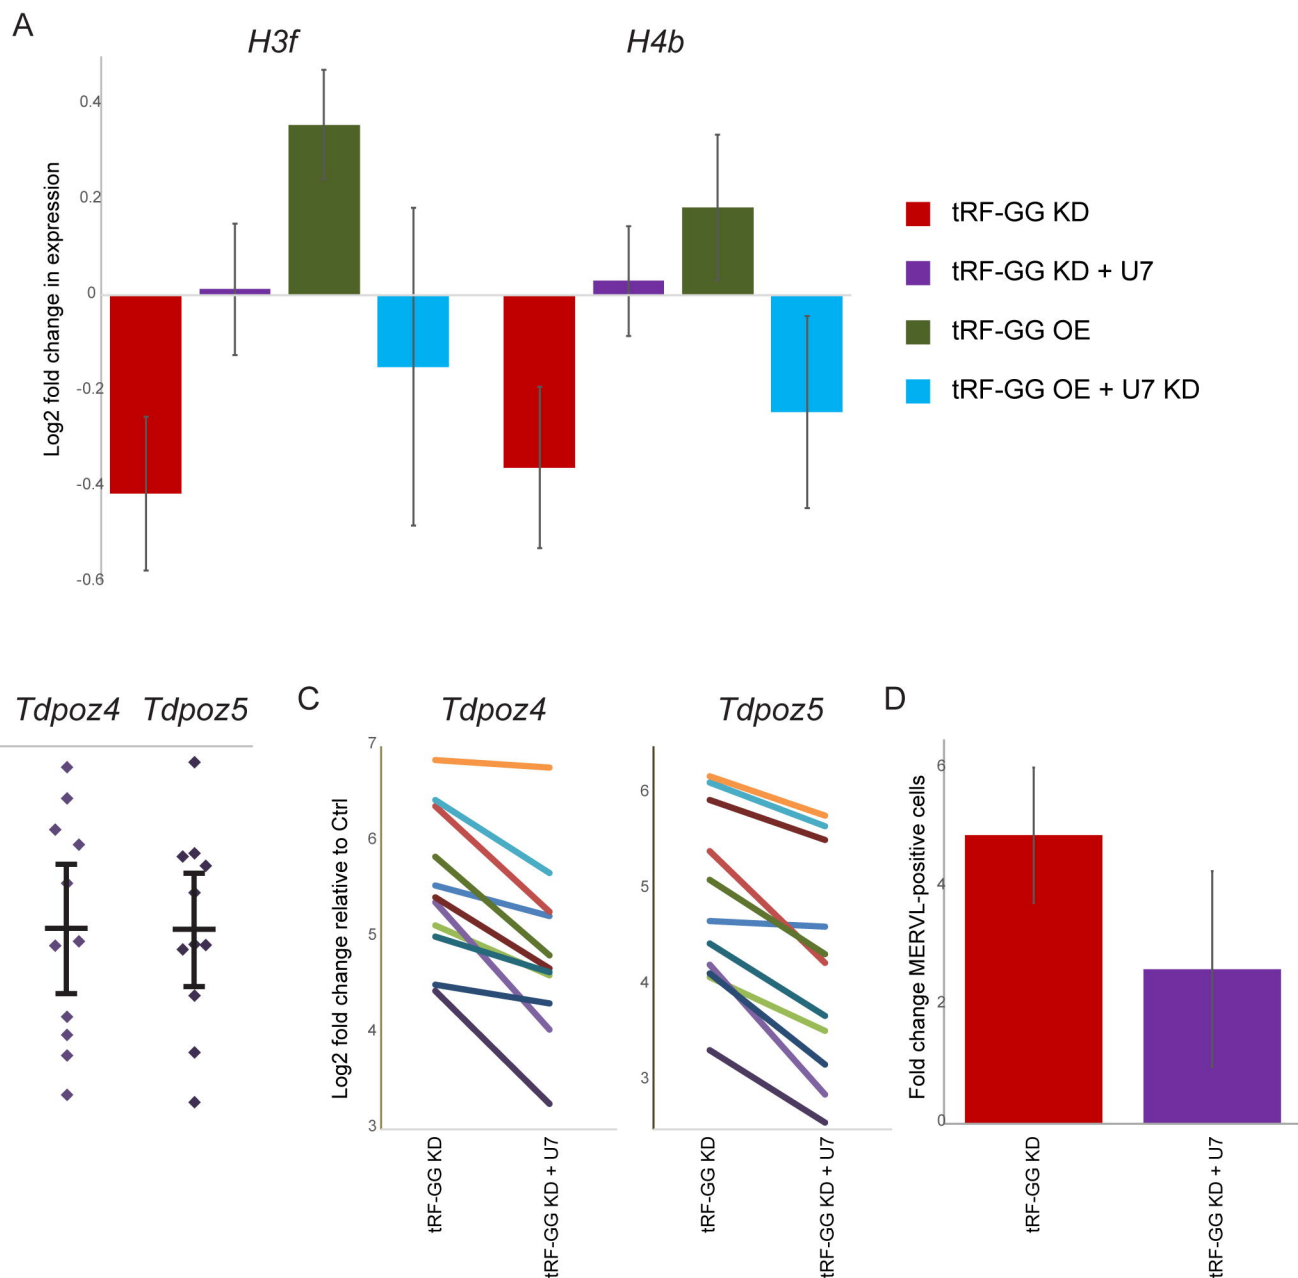 A
H3f
H4b
Log2 fold change in expression
0.4
0.2
0
-0.2
-0.4
-0.6
tRF-GG KD
tRF-GG KD + U7
tRF-GG OE
tRF-GG OE + U7 KD
Tdpoz4
Tdpoz5
C
Tdpoz4
Tdpoz5
Log2 fold change relative to Ctrl
7
6
5
4
3
6
5
4
3
tRF-GG KD
tRF-GG KD + U7
tRF-GG KD
tRF-GG KD + U7
D
Fold change MERVL-positive cells
6
4
2
0
tRF-GG KD
tRF-GG KD + U7